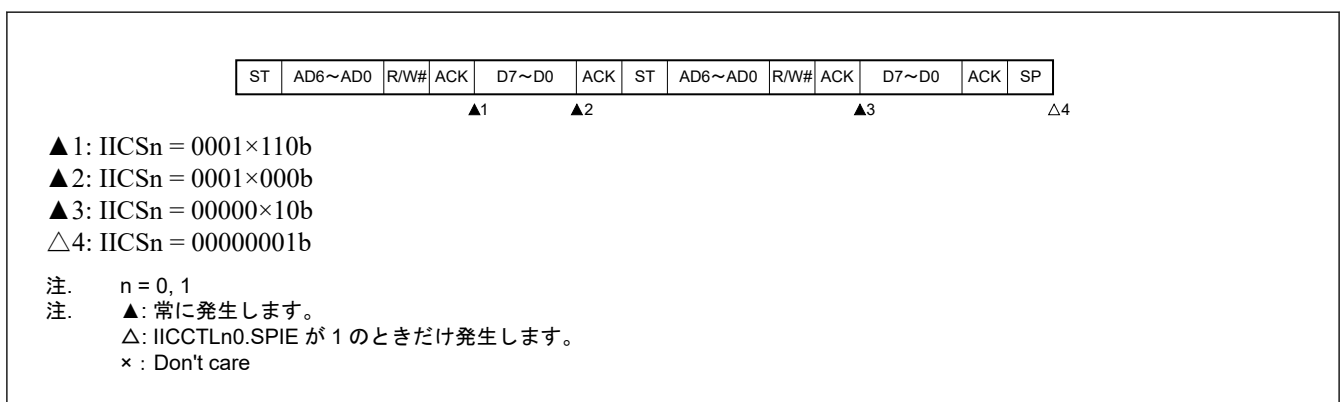 ST AD6～AD0 R/W# ACK D7～D0 ACK ST AD6～AD0 R/W# ACK D7～D0 ACK SP
▲1 ▲2 ▲3 △4
▲1: IICSn = 0001×110b
▲2: IICSn = 0001×000b
▲3: IICSn = 00000×10b
△4: IICSn = 00000001b
注. n = 0, 1
注. ▲: 常に発生します。
△: IICCTLn0.SPIE が 1 のときだけ発生します。
×：Don't care